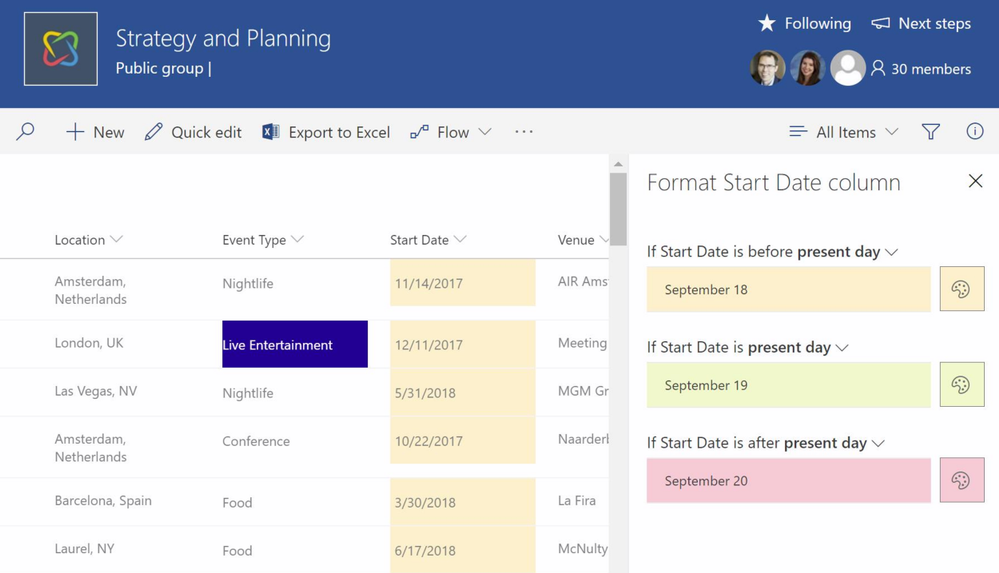 Strategy and Planning
Public group |
Following
Next steps
30 members
New
Quick edit
Export to Excel
Flow
All Items
Location
Event Type
Start Date
Venue
Amsterdam,
Netherlands
Nightlife
11/14/2017
AIR Ams
London, UK
Live Entertainment
12/11/2017
Meeting
Las Vegas, NV
Nightlife
5/31/2018
MGM Gr
Amsterdam,
Netherlands
Conference
10/22/2017
Naarderb
Barcelona, Spain
Food
3/30/2018
La Fira
Laurel, NY
Food
6/17/2018
McNulty
Format Start Date column
If Start Date is before present day
September 18
If Start Date is present day
September 19
If Start Date is after present day
September 20